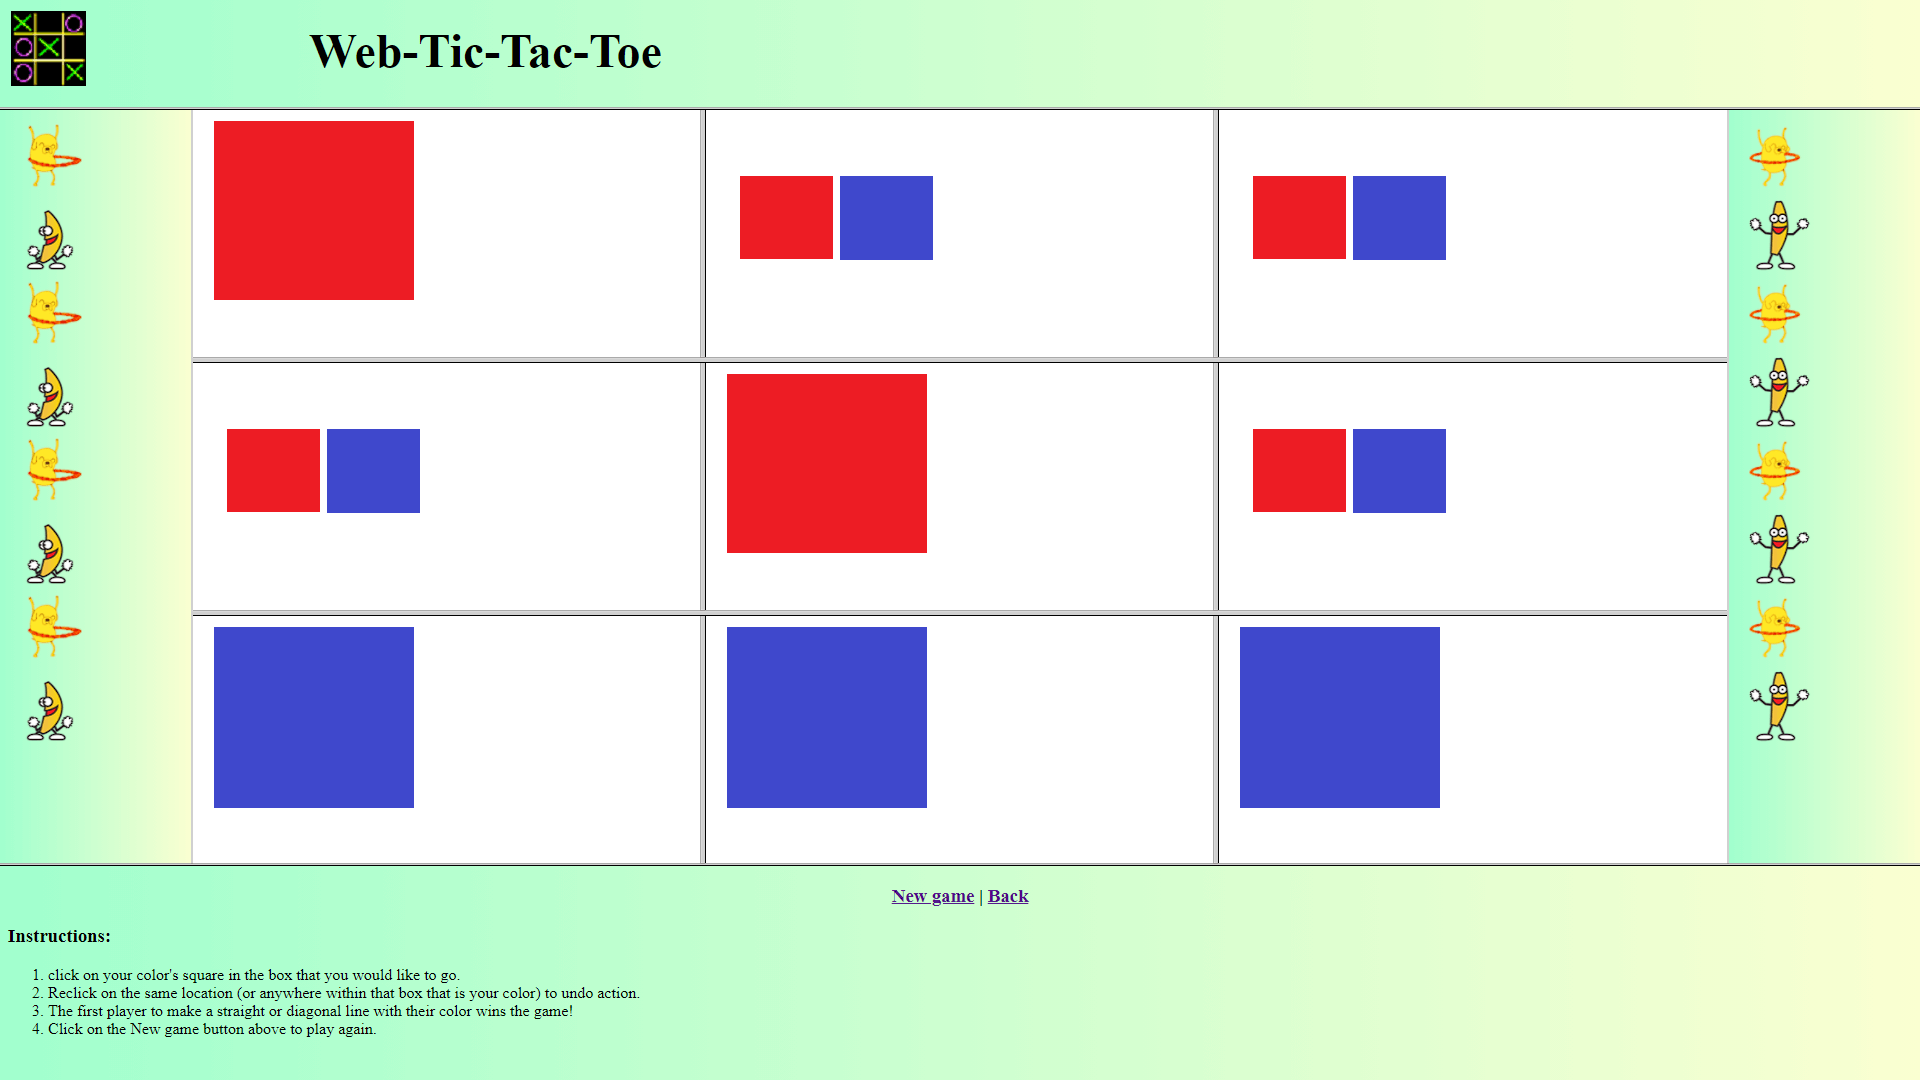 Web-Tic-Tac-Toe
New game | Back
Instructions:
1. click on your color's square in the box that you would like to go.
2. Reclick on the same location (or anywhere within that box that is your color) to undo action.
3. The first player to make a straight or diagonal line with their color wins the game!
4. Click on the New game button above to play again.